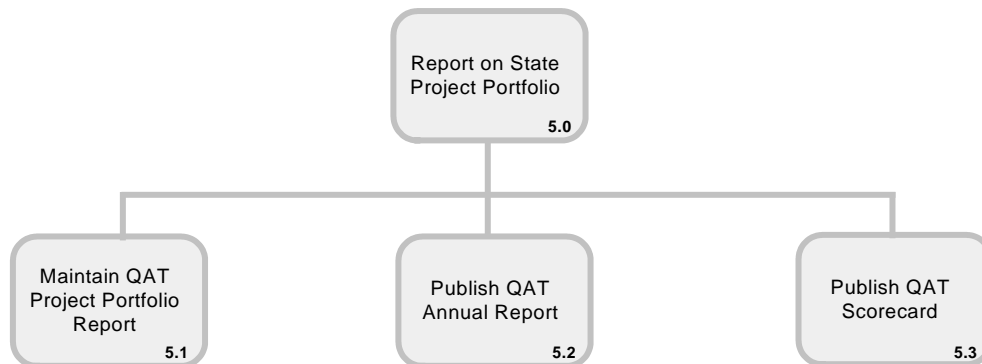 Report on State
Project Portfolio
5.0
Maintain QAT
Project Portfolio
Report
5.1
Publish QAT
Annual Report
5.2
Publish QAT
Scorecard
5.3